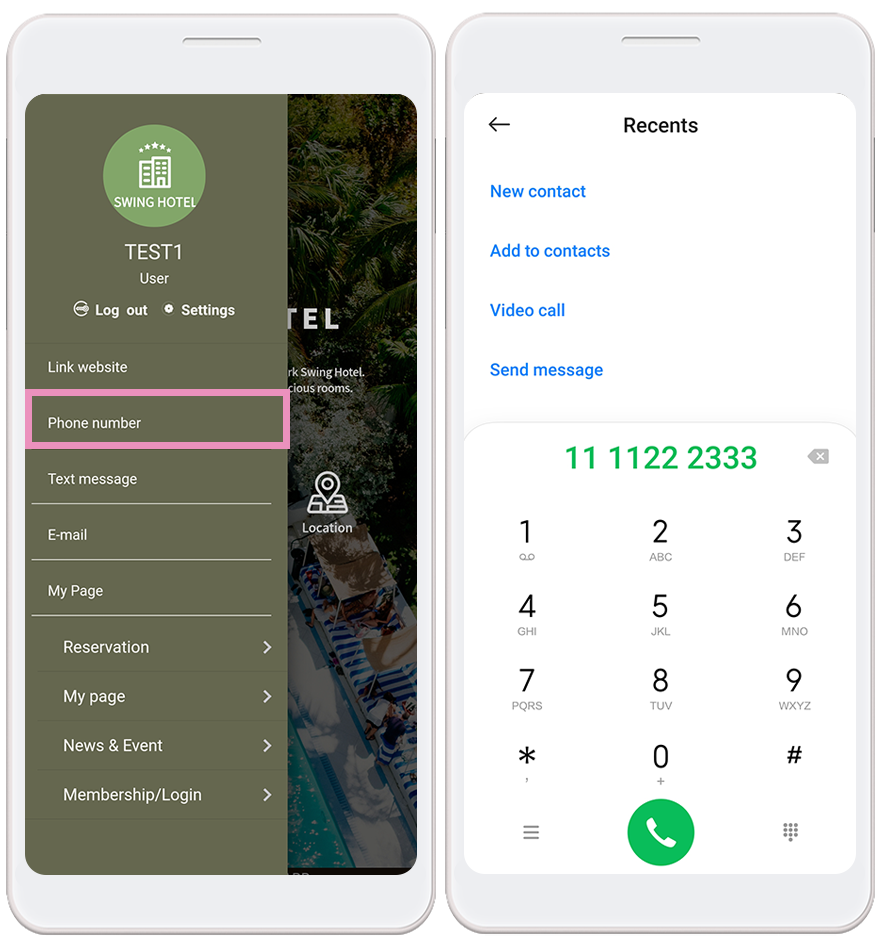 SWING HOTEL
TEST1
User
Log out Settings
Link website
Phone number
Text message
E-mail
My Page
Reservation
My page
News & Event
Membership/Login
TEL
rk Swing Hotel.
cious rooms.
Location
Recents
New contact
Add to contacts
Video call
Send message
11 1122 2333
1 2 3
ABC DEF
4 5 6
GHI JKL MNO
7 8 9
PQRS TUV WXYZ
* 0 #
, +